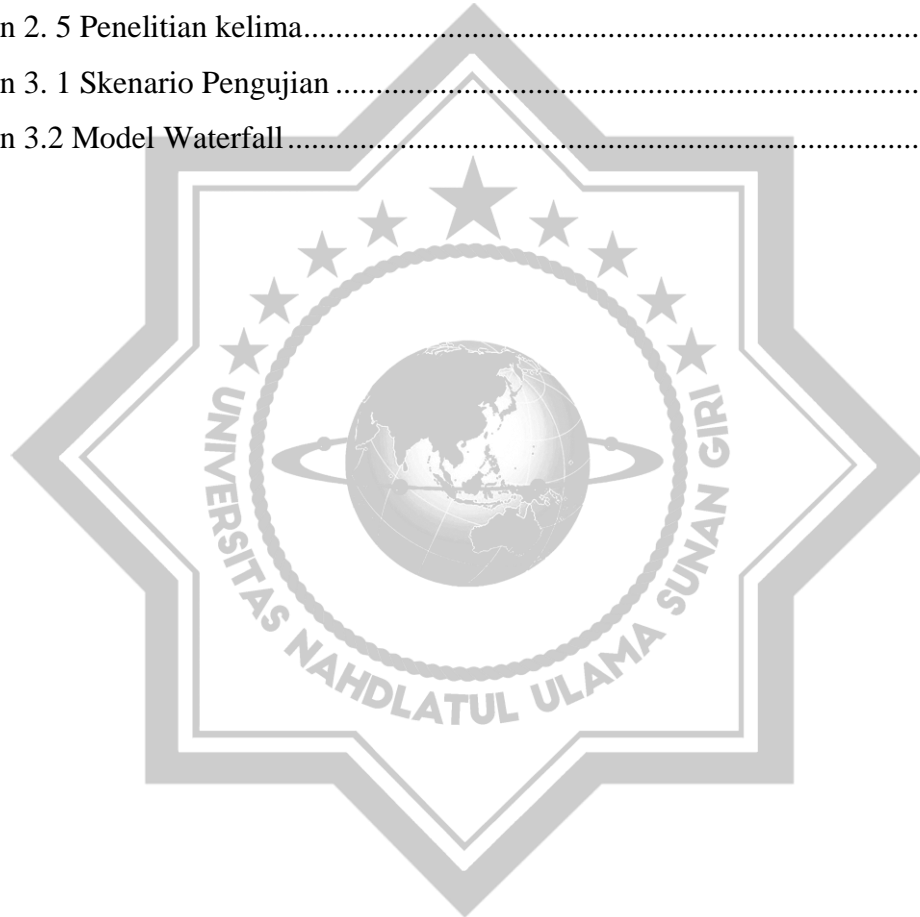 n 2. 5 Penelitian kelima..............................................................................
n 3. 1 Skenario Pengujian ..........................................................................
n 3.2 Model Waterfall................................................................................
UNIVERSITAS NAHDLATUL ULAMA SUNAN GIRI